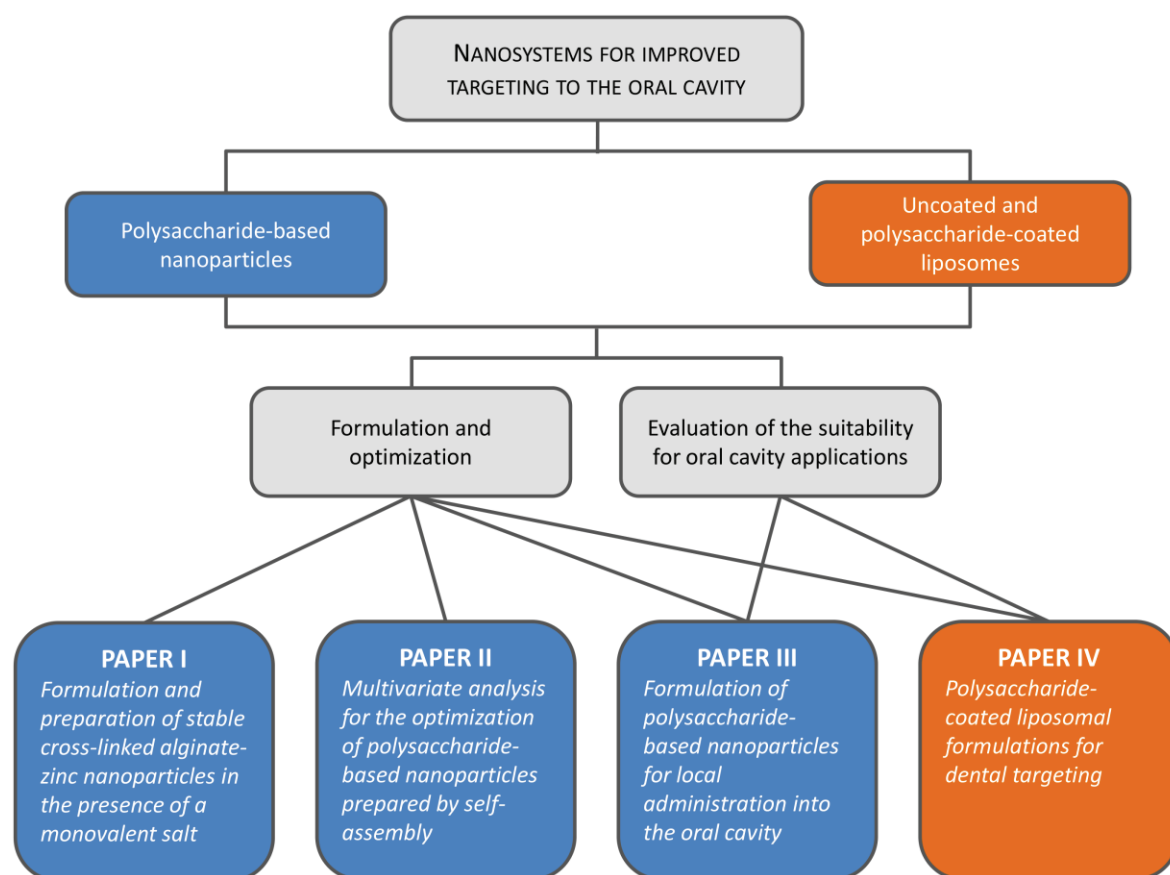 NANOSYSTEMS FOR IMPROVED
TARGETING TO THE ORAL CAVITY
Polysaccharide-based
nanoparticles
Uncoated and
polysaccharide-coated
liposomes
Formulation and
optimization
Evaluation of the suitability
for oral cavity applications
PAPER I
Formulation and
preparation of stable
cross-linked alginate-
zinc nanoparticles in
the presence of a
monovalent salt
PAPER II
Multivariate analysis
for the optimization
of polysaccharide-
based nanoparticles
prepared by self-
assembly
PAPER III
Formulation of
polysaccharide-
based nanoparticles
for local
administration into
the oral cavity
PAPER IV
Polysaccharide-
coated liposomal
formulations for
dental targeting